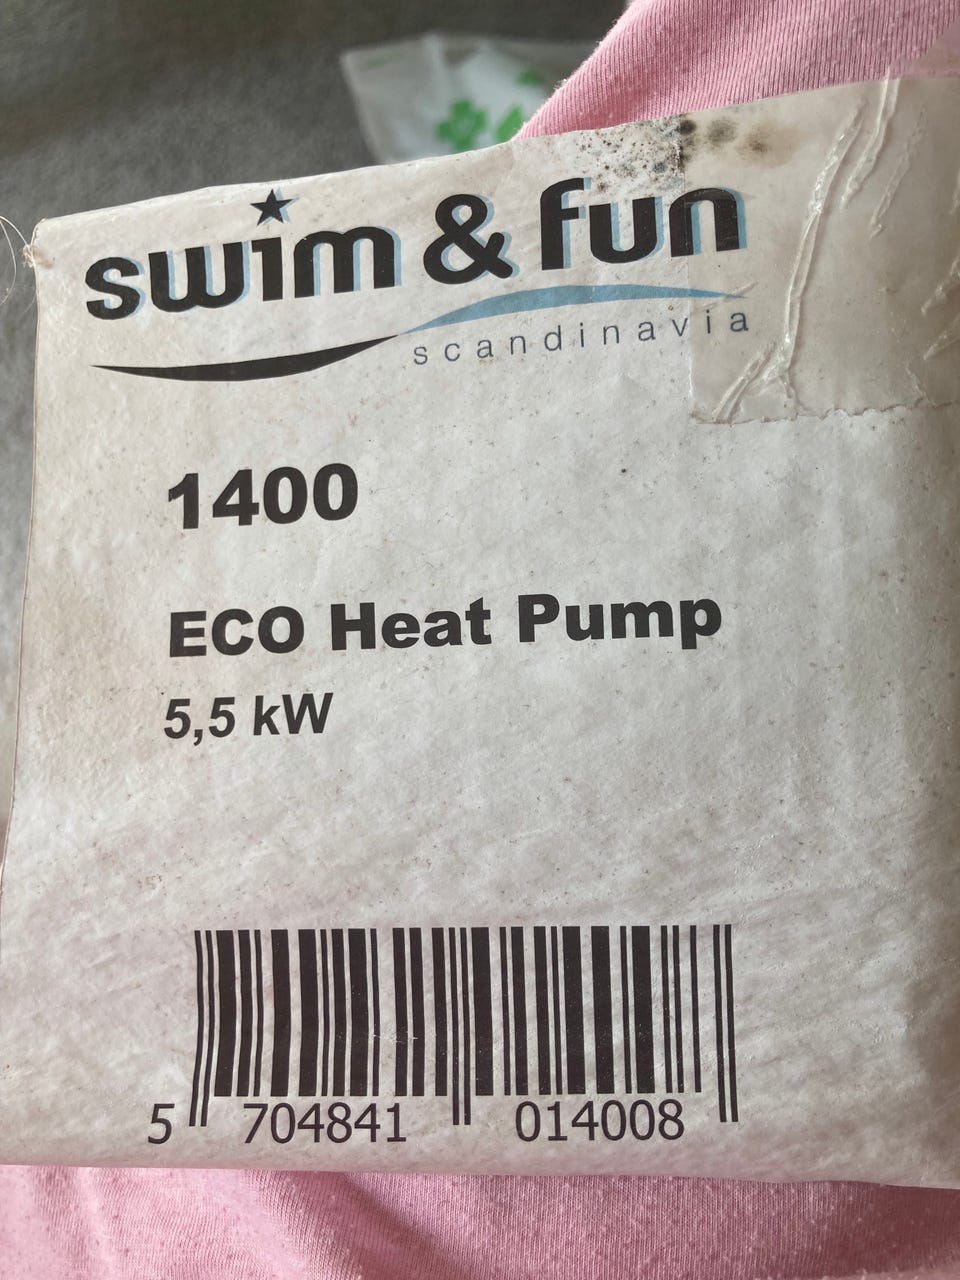 swim & fun
scandinavia
1400
ECO Heat Pump
5,5 kW
5 704841 014008